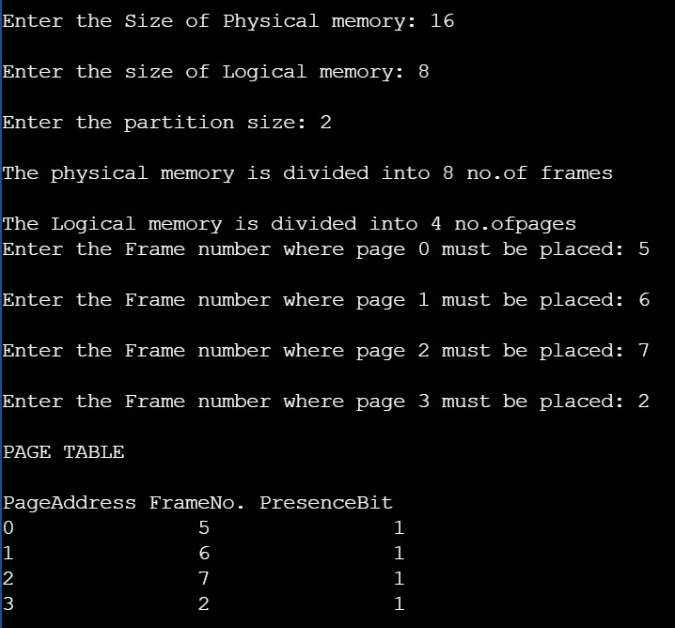 Enter the Size of Physical memory: 16
Enter the size of Logical memory: 8
Enter the partition size: 2
The physical memory is divided into 8 no.of frames
The Logical memory is divided into 4 no.ofpages
Enter the Frame number where page 0 must be placed: 5
Enter the Frame number where page 1 must be placed: 6
Enter the Frame number where page 2 must be placed: 7
Enter the Frame number where page 3 must be placed: 2
PAGE TABLE
PageAddress FrameNo. PresenceBit
0 5 1
1 6 1
2 7 1
3 2 1